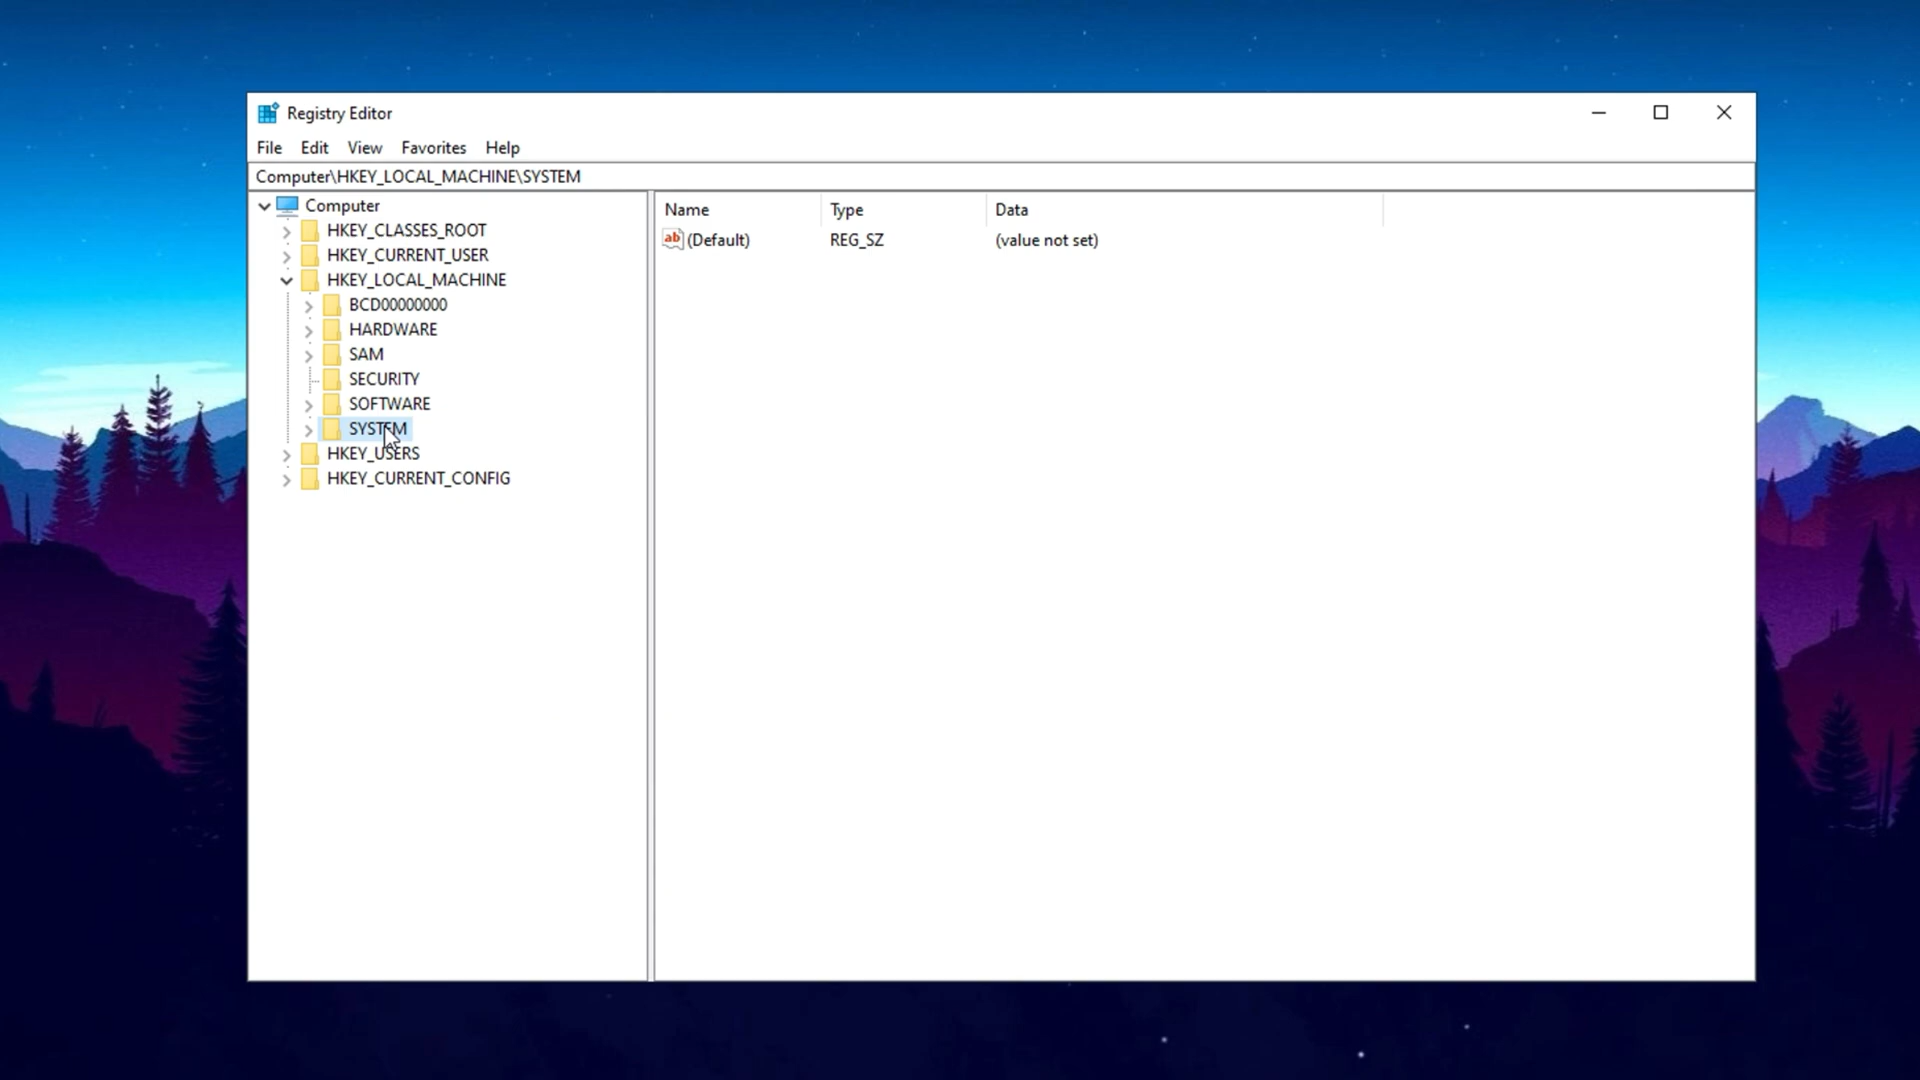 Registry Editor
File Edit View Favorites Help
Computer\HKEY_LOCAL_MACHINE\SYSTEM
Computer
HKEY_CLASSES_ROOT
HKEY_CURRENT_USER
HKEY_LOCAL_MACHINE
BCD00000000
HARDWARE
SAM
SECURITY
SOFTWARE
SYSTEM
HKEY_USERS
HKEY_CURRENT_CONFIG
Name Type Data
ab (Default) REG_SZ (value not set)